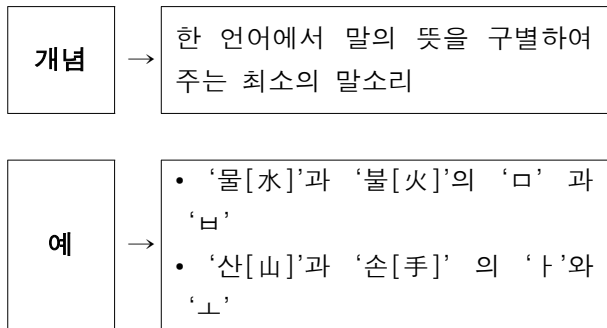 개념
→
한 언어에서 말의 뜻을 구별하여
주는 최소의 말소리
예
→
• ‘물[水]’과 ‘불[火]’의 ‘ㅁ’ 과
‘ㅂ’
• ‘산[山]’과 ‘손[手]’ 의 ‘ㅏ’와
‘ㅗ’